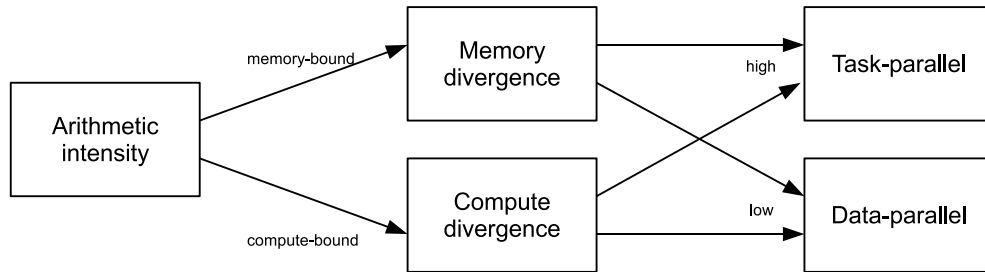 Arithmetic
intensity
memory-bound
compute-bound
Memory
divergence
Compute
divergence
high
low
Task-parallel
Data-parallel